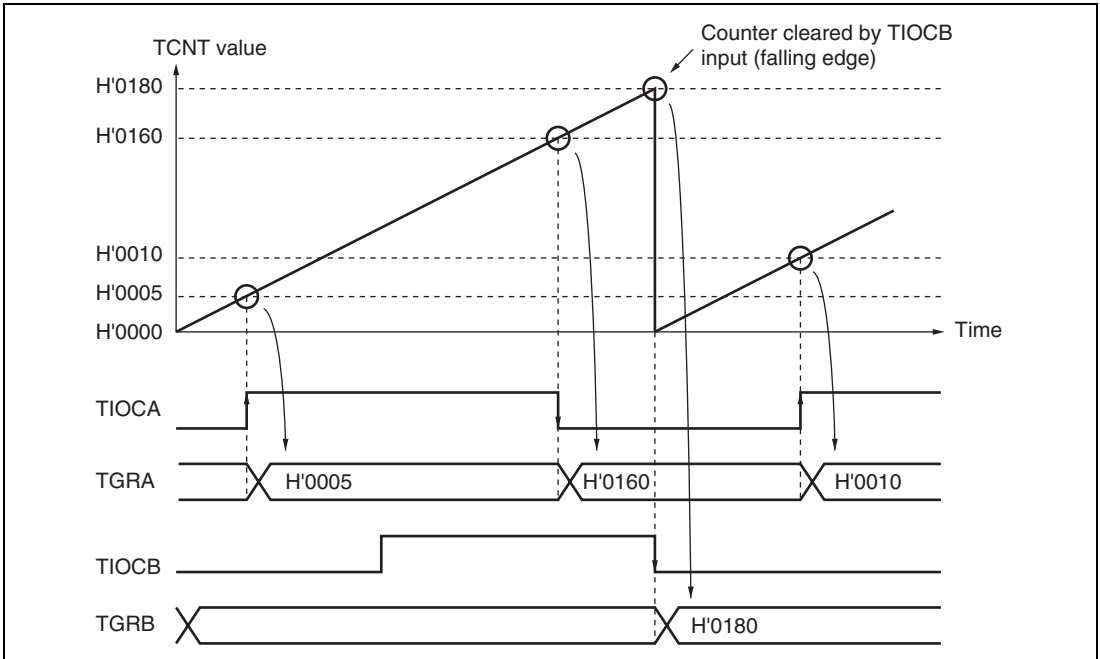 Counter cleared by TIOCB
input (falling edge)
TCNT value
H'0180
H'0160
H'0010
H'0005
H'0000
Time
TIOCA
TGRA
H'0005
H'0160
H'0010
TIOCB
TGRB
H'0180